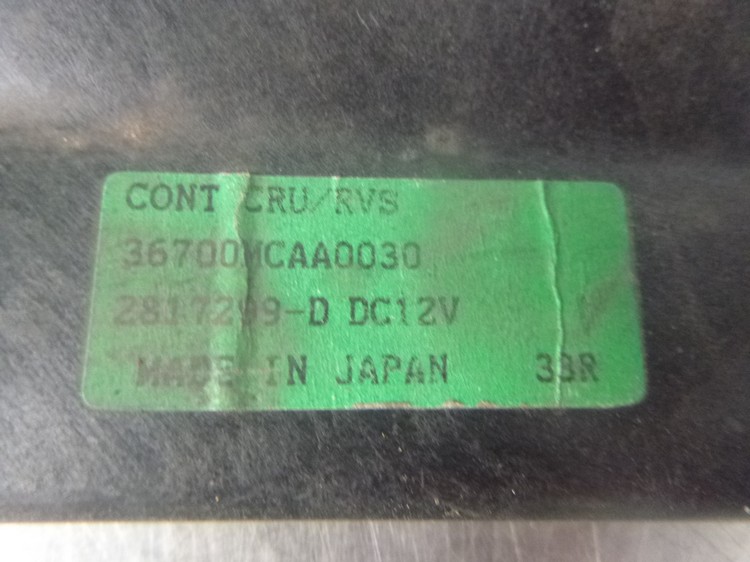 CONT CRU/RVS
36700MCAA0030
2817299-D DC12V
MADE IN JAPAN 33R